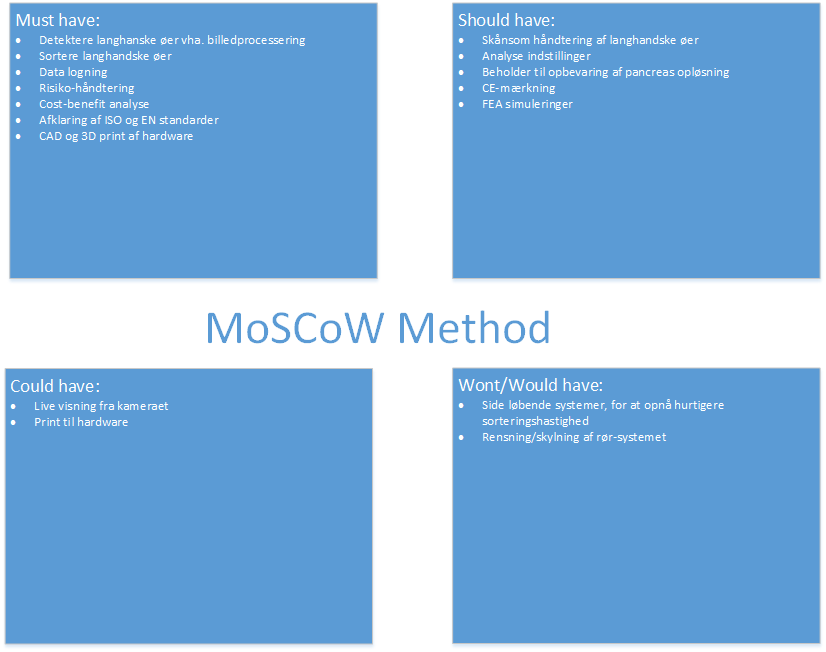 Must have:
• Detektere langhanske øer vha. billedprocessering
• Sortere langhandske øer
• Data logning
• Risiko-håndtering
• Cost-benefit analyse
• Afklaring af ISO og EN standarder
• CAD og 3D print af hardware
Should have:
• Skånsom håndtering af langhandske øer
• Analyse indstillinger
• Beholder til opbevaring af pancreas opløsning
• CE-mærkning
• FEA simuleringer
MoSCoW Method
Could have:
• Live visning fra kameraet
• Print til hardware
Wont/Would have:
• Side løbende systemer, for at opnå hurtigere
sorteringshastighed
• Rensning/skylning af rør-systemet